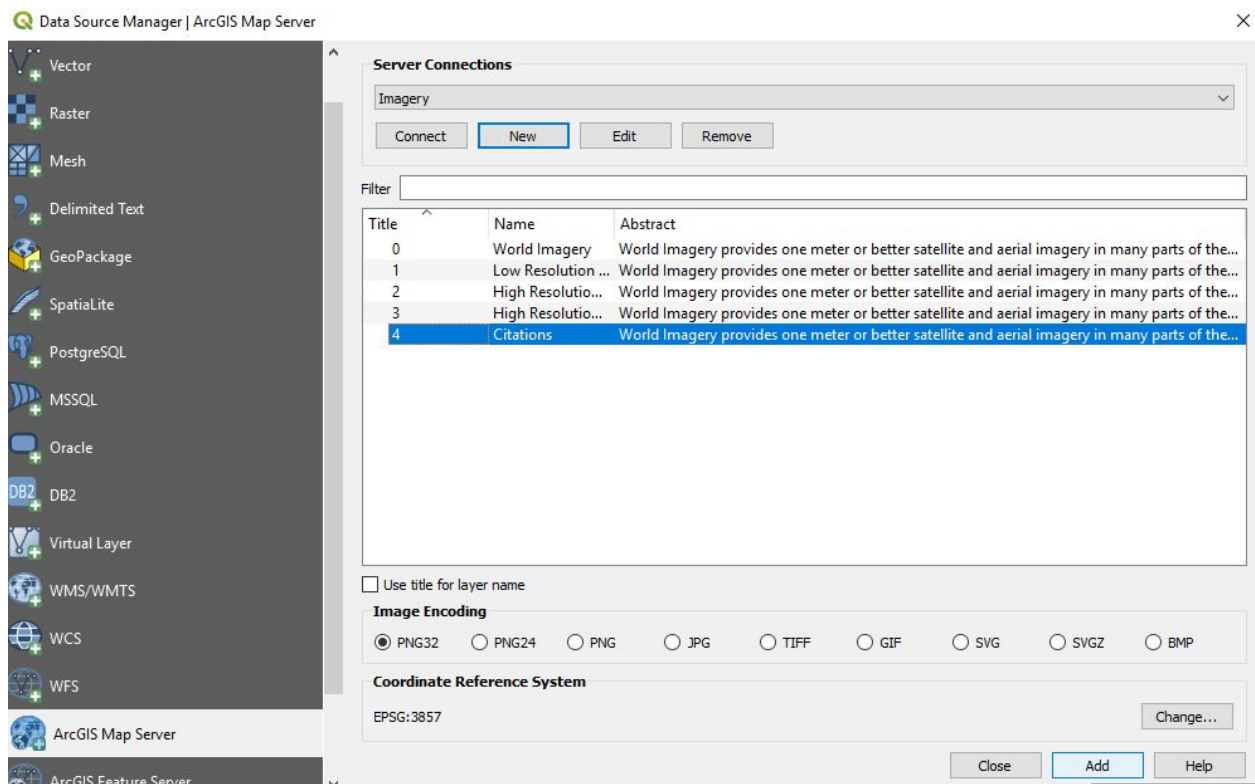 Data Source Manager | ArcGIS Map Server
Vector
Raster
Mesh
Delimited Text
GeoPackage
SpatiaLite
PostgreSQL
MSSQL
Oracle
DB2 DB2
Virtual Layer
WMS/WMTS
WCS
WFS
ArcGIS Map Server
ArcGIS Feature Server
Server Connections
Imagery
Connect New Edit Remove
Filter
Title Name Abstract
0 World Imagery World Imagery provides one meter or better satellite and aerial imagery in many parts of the...
1 Low Resolution ... World Imagery provides one meter or better satellite and aerial imagery in many parts of the...
2 High Resolutio... World Imagery provides one meter or better satellite and aerial imagery in many parts of the...
3 High Resolutio... World Imagery provides one meter or better satellite and aerial imagery in many parts of the...
4 Citations World Imagery provides one meter or better satellite and aerial imagery in many parts of the...
Use title for layer name
Image Encoding
PNG32 PNG24 PNG JPG TIFF GIF SVG SVGZ BMP
Coordinate Reference System
EPSG:3857 Change...
Close Add Help